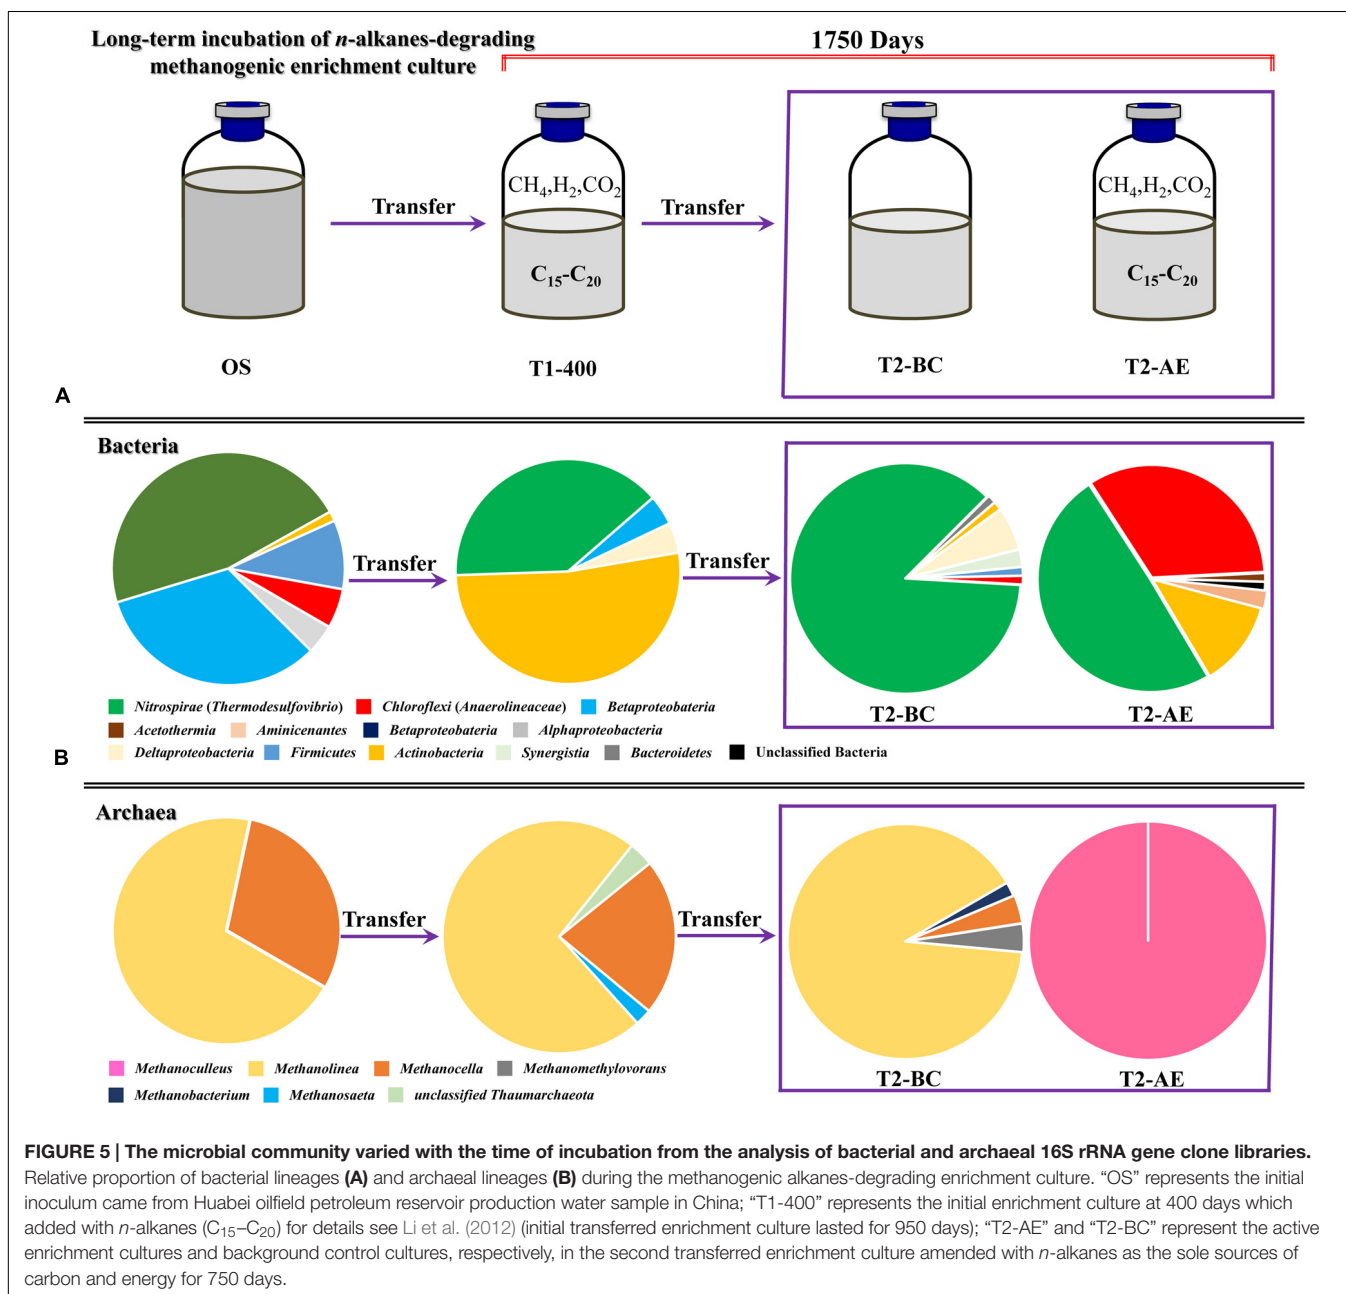 Long-term incubation of n-alkanes-degrading
methanogenic enrichment culture
1750 Days
CH4,H2,CO2
CH4,H2,CO2
Transfer
Transfer
C15-C20
C15-C20
OS
T1-400
T2-BC
T2-AE
A
Bacteria
Transfer
Transfer
Nitrospirae (Thermodesulfovibrio)
Chloroflexi (Anaerolineaceae)
Betaproteobateria
T2-BC
T2-AE
Acetothermia
Aminicenantes
Betaproteobateria
Alphaproteobacteria
Deltaproteobacteria
Firmicutes
Actinobacteria
Synergistia
Bacteroidetes
Unclassified Bacteria
B
Archaea
Transfer
Transfer
Methanoculleus
Methanolinea
Methanocella
Methanomethylovorans
T2-BC
T2-AE
Methanobacterium
Methanosaeta
unclassified Thaumarchaeota
FIGURE 5 | The microbial community varied with the time of incubation from the analysis of bacterial and archaeal 16S rRNA gene clone libraries.
Relative proportion of bacterial lineages (A) and archaeal lineages (B) during the methanogenic alkanes-degrading enrichment culture. “OS” represents the initial
inoculum came from Huabei oilfield petroleum reservoir production water sample in China; “T1-400” represents the initial enrichment culture at 400 days which
added with n-alkanes (C15–C20) for details see Li et al. (2012) (initial transferred enrichment culture lasted for 950 days); “T2-AE” and “T2-BC” represent the active
enrichment cultures and background control cultures, respectively, in the second transferred enrichment culture amended with n-alkanes as the sole sources of
carbon and energy for 750 days.